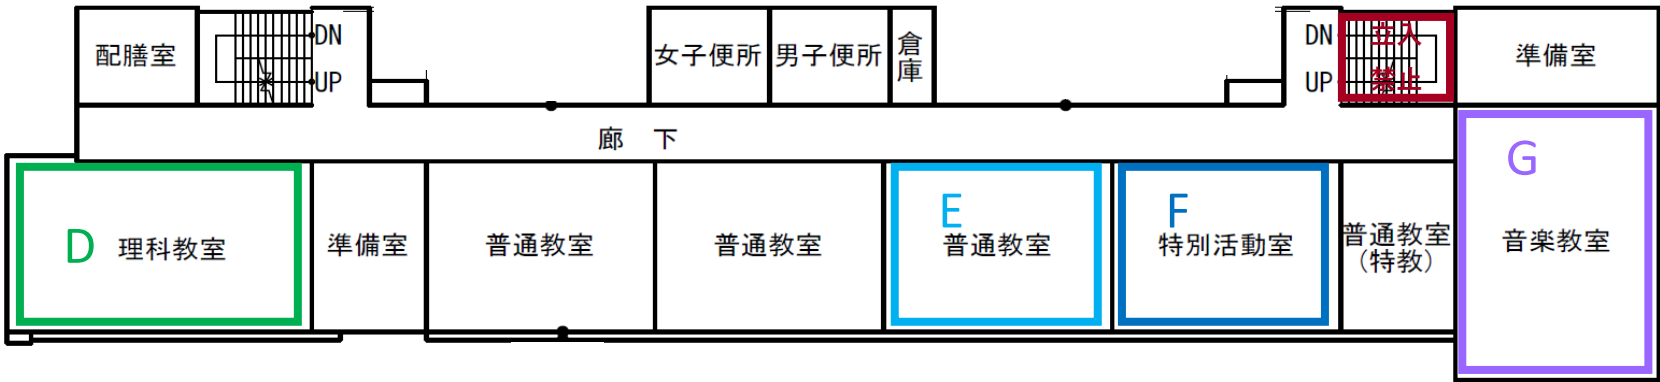 配膳室
DN
UP
女子便所
男子便所
倉庫
DN
UP
立入
禁止
準備室
廊 下
D 理科教室
準備室
普通教室
普通教室
E
普通教室
F
特別活動室
普通教室
(特教)
G
音楽教室